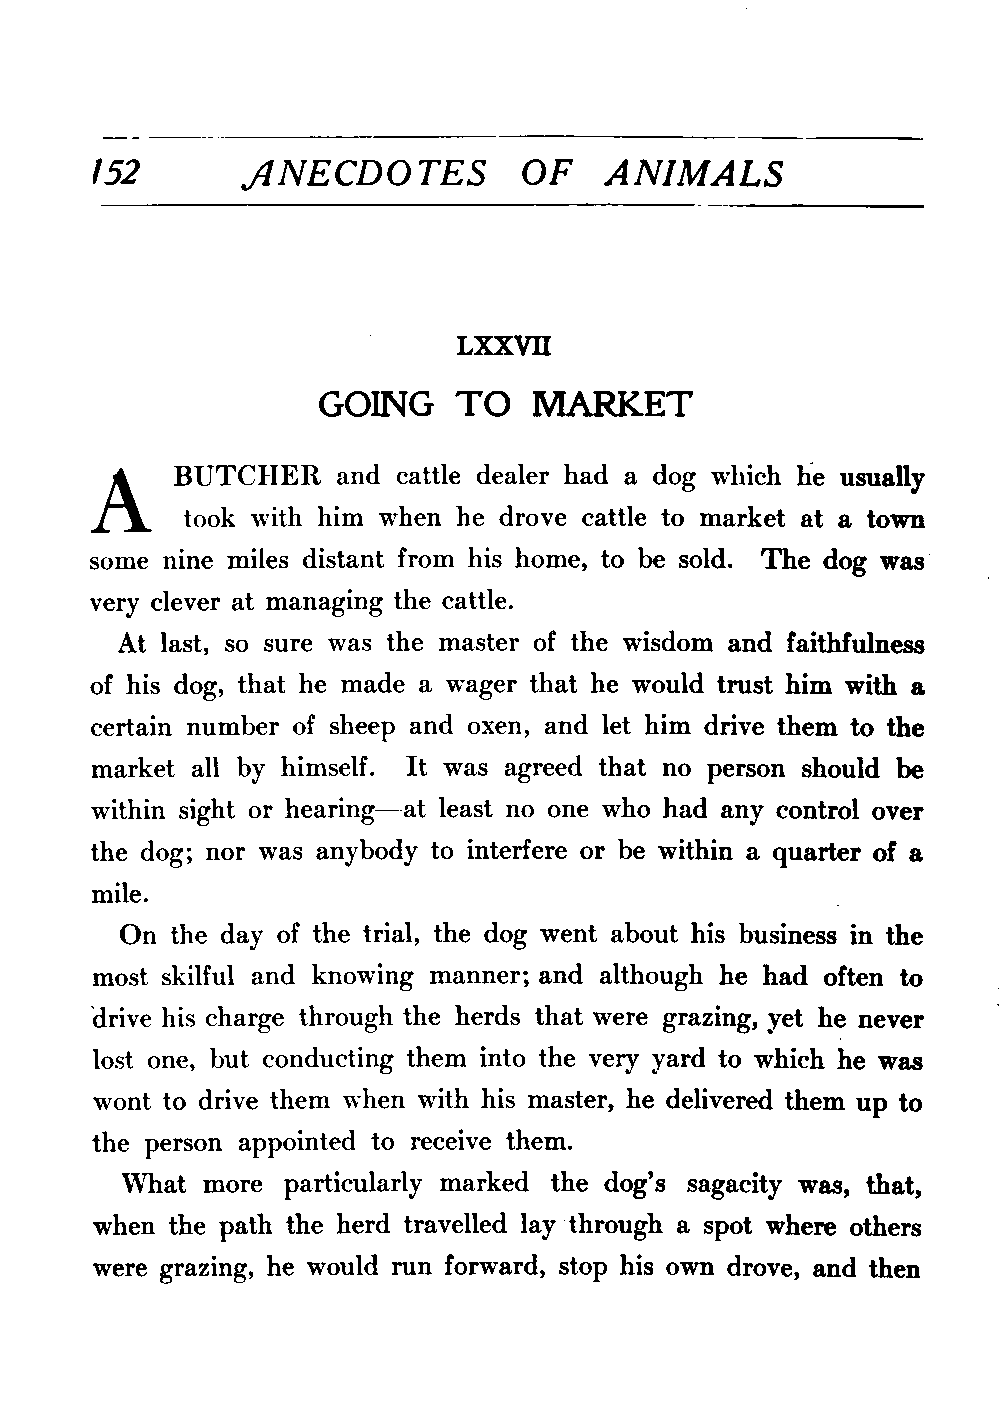 152 ANECDOTES OF ANIMALS
LXXVII
GOING TO MARKET
A BUTCHER and cattle dealer had a dog which he usually
took with him when he drove cattle to market at a town
some nine miles distant from his home, to be sold. The dog was
very clever at managing the cattle.
At last, so sure was the master of the wisdom and faithfulness
of his dog, that he made a wager that he would trust him with a
certain number of sheep and oxen, and let him drive them to the
market all by himself. It was agreed that no person should be
within sight or hearing—at least no one who had any control over
the dog; nor was anybody to interfere or be within a quarter of a
mile.
On the day of the trial, the dog went about his business in the
most skilful and knowing manner; and although he had often to
drive his charge through the herds that were grazing, yet he never
lost one, but conducting them into the very yard to which he was
wont to drive them when with his master, he delivered them up to
the person appointed to receive them.
What more particularly marked the dog's sagacity was, that,
when the path the herd travelled lay through a spot where others
were grazing, he would run forward, stop his own drove, and then